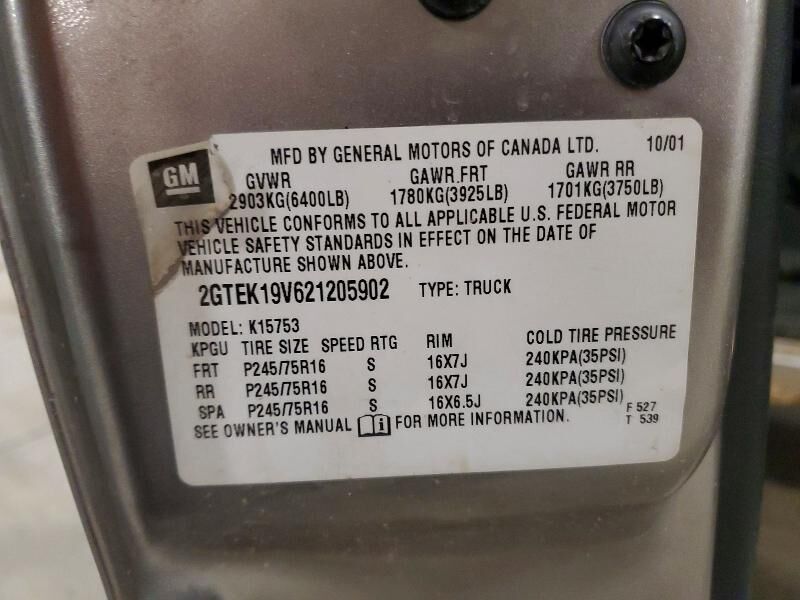 GM
MFD BY GENERAL MOTORS OF CANADA LTD. 10/01
GVWR GAWR.FRT GAWR RR
2903KG(6400LB) 1780KG(3925LB) 1701KG(3750LB)
THIS VEHICLE CONFORMS TO ALL APPLICABLE U.S. FEDERAL MOTOR
VEHICLE SAFETY STANDARDS IN EFFECT ON THE DATE OF
MANUFACTURE SHOWN ABOVE.
2GTEK19V621205902 TYPE: TRUCK
MODEL: K15753
KPGU TIRE SIZE SPEED RTG RIM COLD TIRE PRESSURE
FRT P245/75R16 S 16X7J 240KPA(35PSI)
RR P245/75R16 S 16X7J 240KPA(35PSI)
SPA P245/75R16 S 16X6.5J 240KPA(35PSI)
SEE OWNER'S MANUAL i FOR MORE INFORMATION.
F 527
T 539